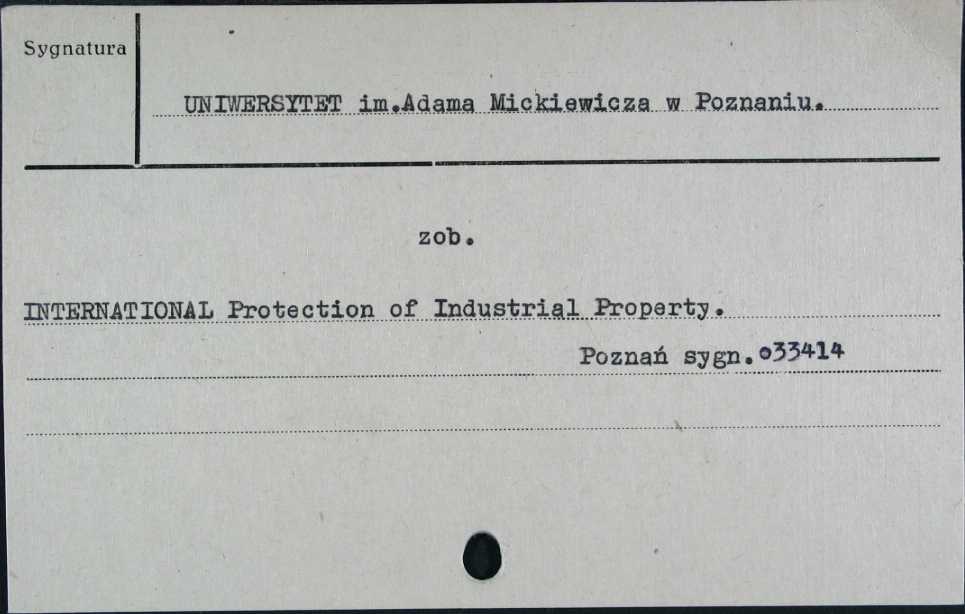 Sygnatura
UNIWERSYTET im.Adama Mickiewicza w Poznaniu.
zob.
INTERNATIONAL Protection of Industrial Property.
Poznań sygn.033414